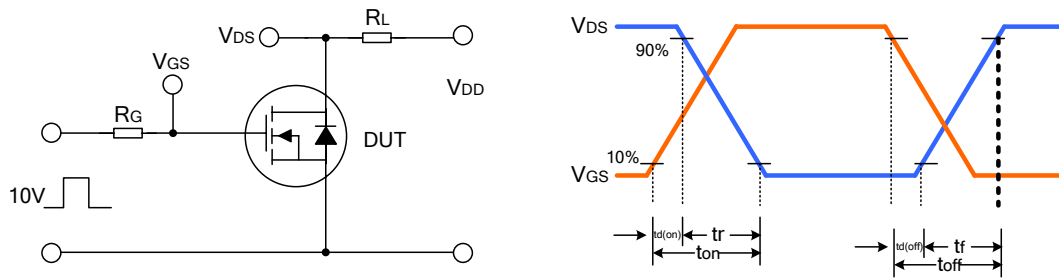 VDS
RL
VGS
VDD
RG
DUT
10V
VDS
90%
10%
VGS
td(on)
tr
ton
td(off)
tf
toff